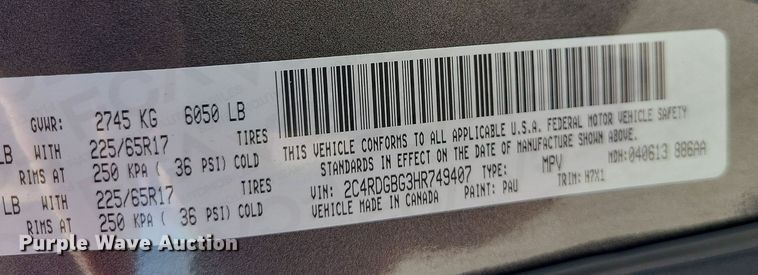 GVWR: 2745 KG 6050 LB
LB WITH 225/65R17 TIRES
RIMS AT 250 KPA ( 36 PSI) COLD
LB WITH 225/65R17 TIRES
RIMS AT 250 KPA ( 36 PSI) COLD
THIS VEHICLE CONFORMS TO ALL APPLICABLE U.S.A. FEDERAL MOTOR VEHICLE SAFETY
STANDARDS IN EFFECT ON THE DATE OF MANUFACTURE SHOWN ABOVE.
VIN: 2C4RDGBG3HR749407 TYPE: MPV MDH: 040613 886AA
VEHICLE MADE IN CANADA PAINT: PAU TRIM: H7X1
Purple Wave Auction